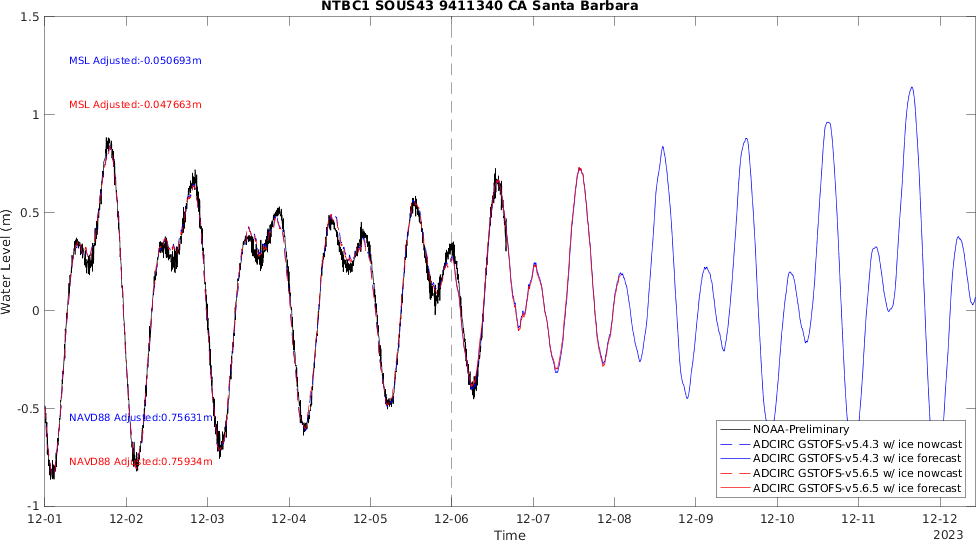 NTBC1 SOUS43 9411340 CA Santa Barbara
1.5
1
0.5
0
-0.5
-1
Water Level (m)
MSL Adjusted:-0.050693m
MSL Adjusted:-0.047663m
NAVD88 Adjusted:0.75631m
NAVD88 Adjusted:0.75934m
NOAA-Preliminary
ADCIRC GSTOFS-v5.4.3 w/ ice nowcast
ADCIRC GSTOFS-v5.4.3 w/ ice forecast
ADCIRC GSTOFS-v5.6.5 w/ ice nowcast
ADCIRC GSTOFS-v5.6.5 w/ ice forecast
12-01 12-02 12-03 12-04 12-05 12-06 12-07 12-08 12-09 12-10 12-11 12-12
2023
Time